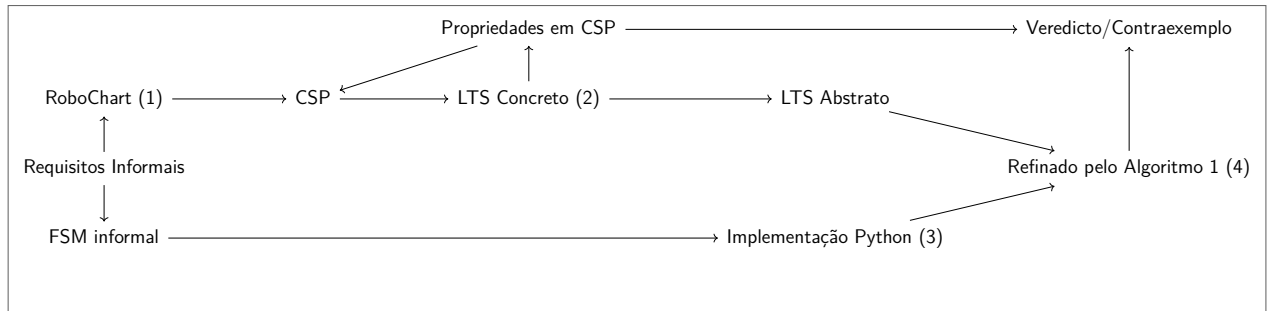 Propriedades em CSP
Veredicto/Contraexemplo
RoboChart (1)
CSP
LTS Concreto (2)
LTS Abstrato
Requisitos Informais
Refinado pelo Algoritmo 1 (4)
FSM informal
Implementação Python (3)